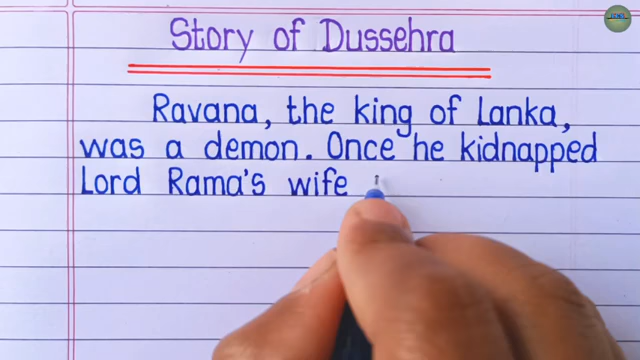 Story of Dussehra
Ravana, the king of Lanka,
was a demon. Once he kidnapped
Lord Rama's wife